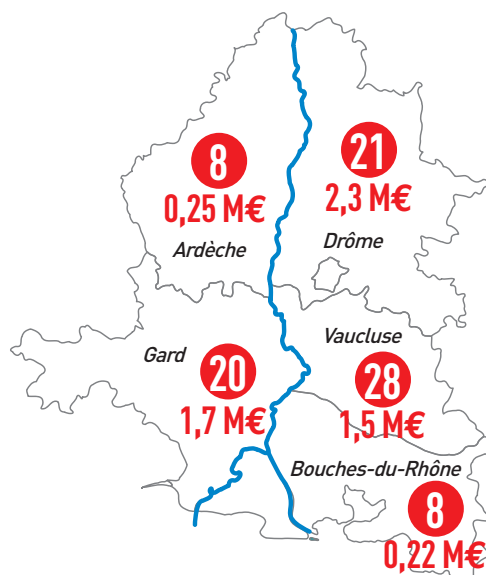 8
0,25 M€
Ardèche
21
2,3 M€
Drôme
Gard
20
1,7 M€
Vaucluse
28
1,5 M€
Bouches-du-Rhône
8
0,22 M€